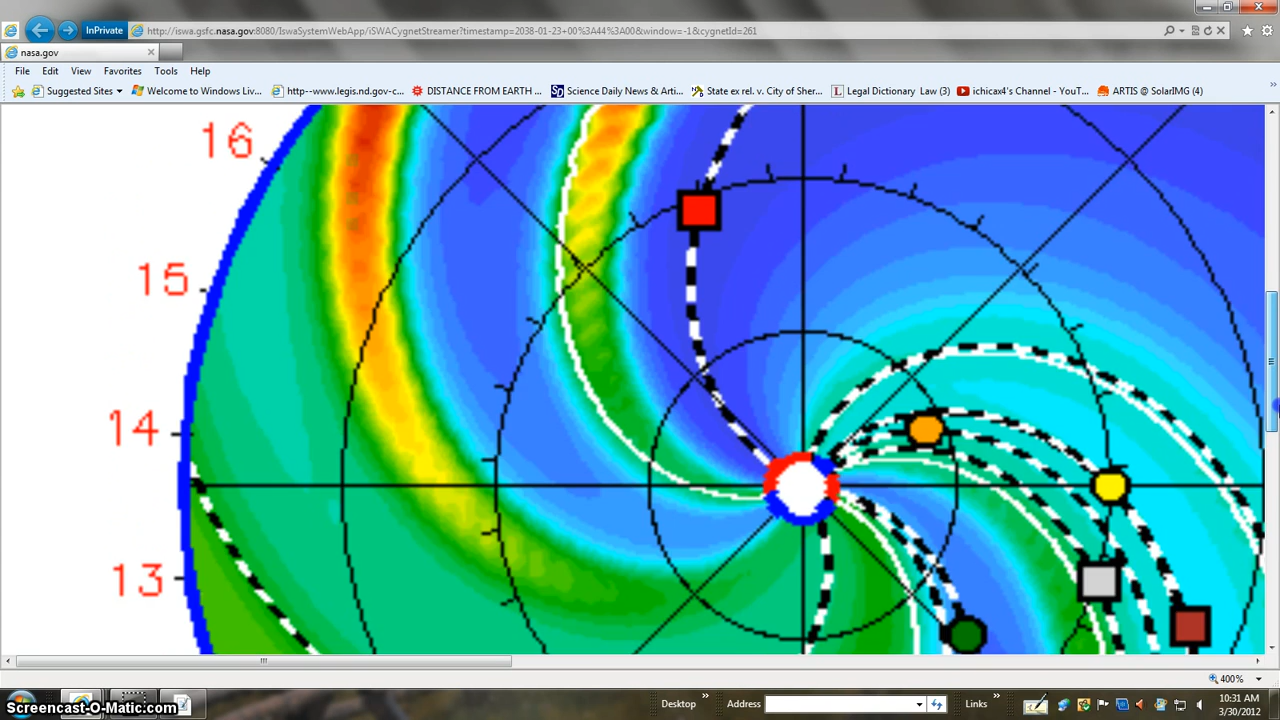 InPrivate
http://iswa.gsfc.nasa.gov:8080/IswaSystemWebApp/iSWACygnetStreamer?timestamp=2038-01-23+00%3A44%3A00&window=-1&cygnetId=261
nasa.gov
File Edit View Favorites Tools Help
Suggested Sites Welcome to Windows Liv... http--www.legis.nd.gov-c... DISTANCE FROM EARTH ... Science Daily News & Arti... State ex rel. v. City of Sher... Legal Dictionary Law (3) ichicax4's Channel - YouT... ARTIS @ SolarIMG (4)
16
15
14
13
400%
Desktop Address Links
10:31 AM
3/30/2012
Screencast-O-Matic.com